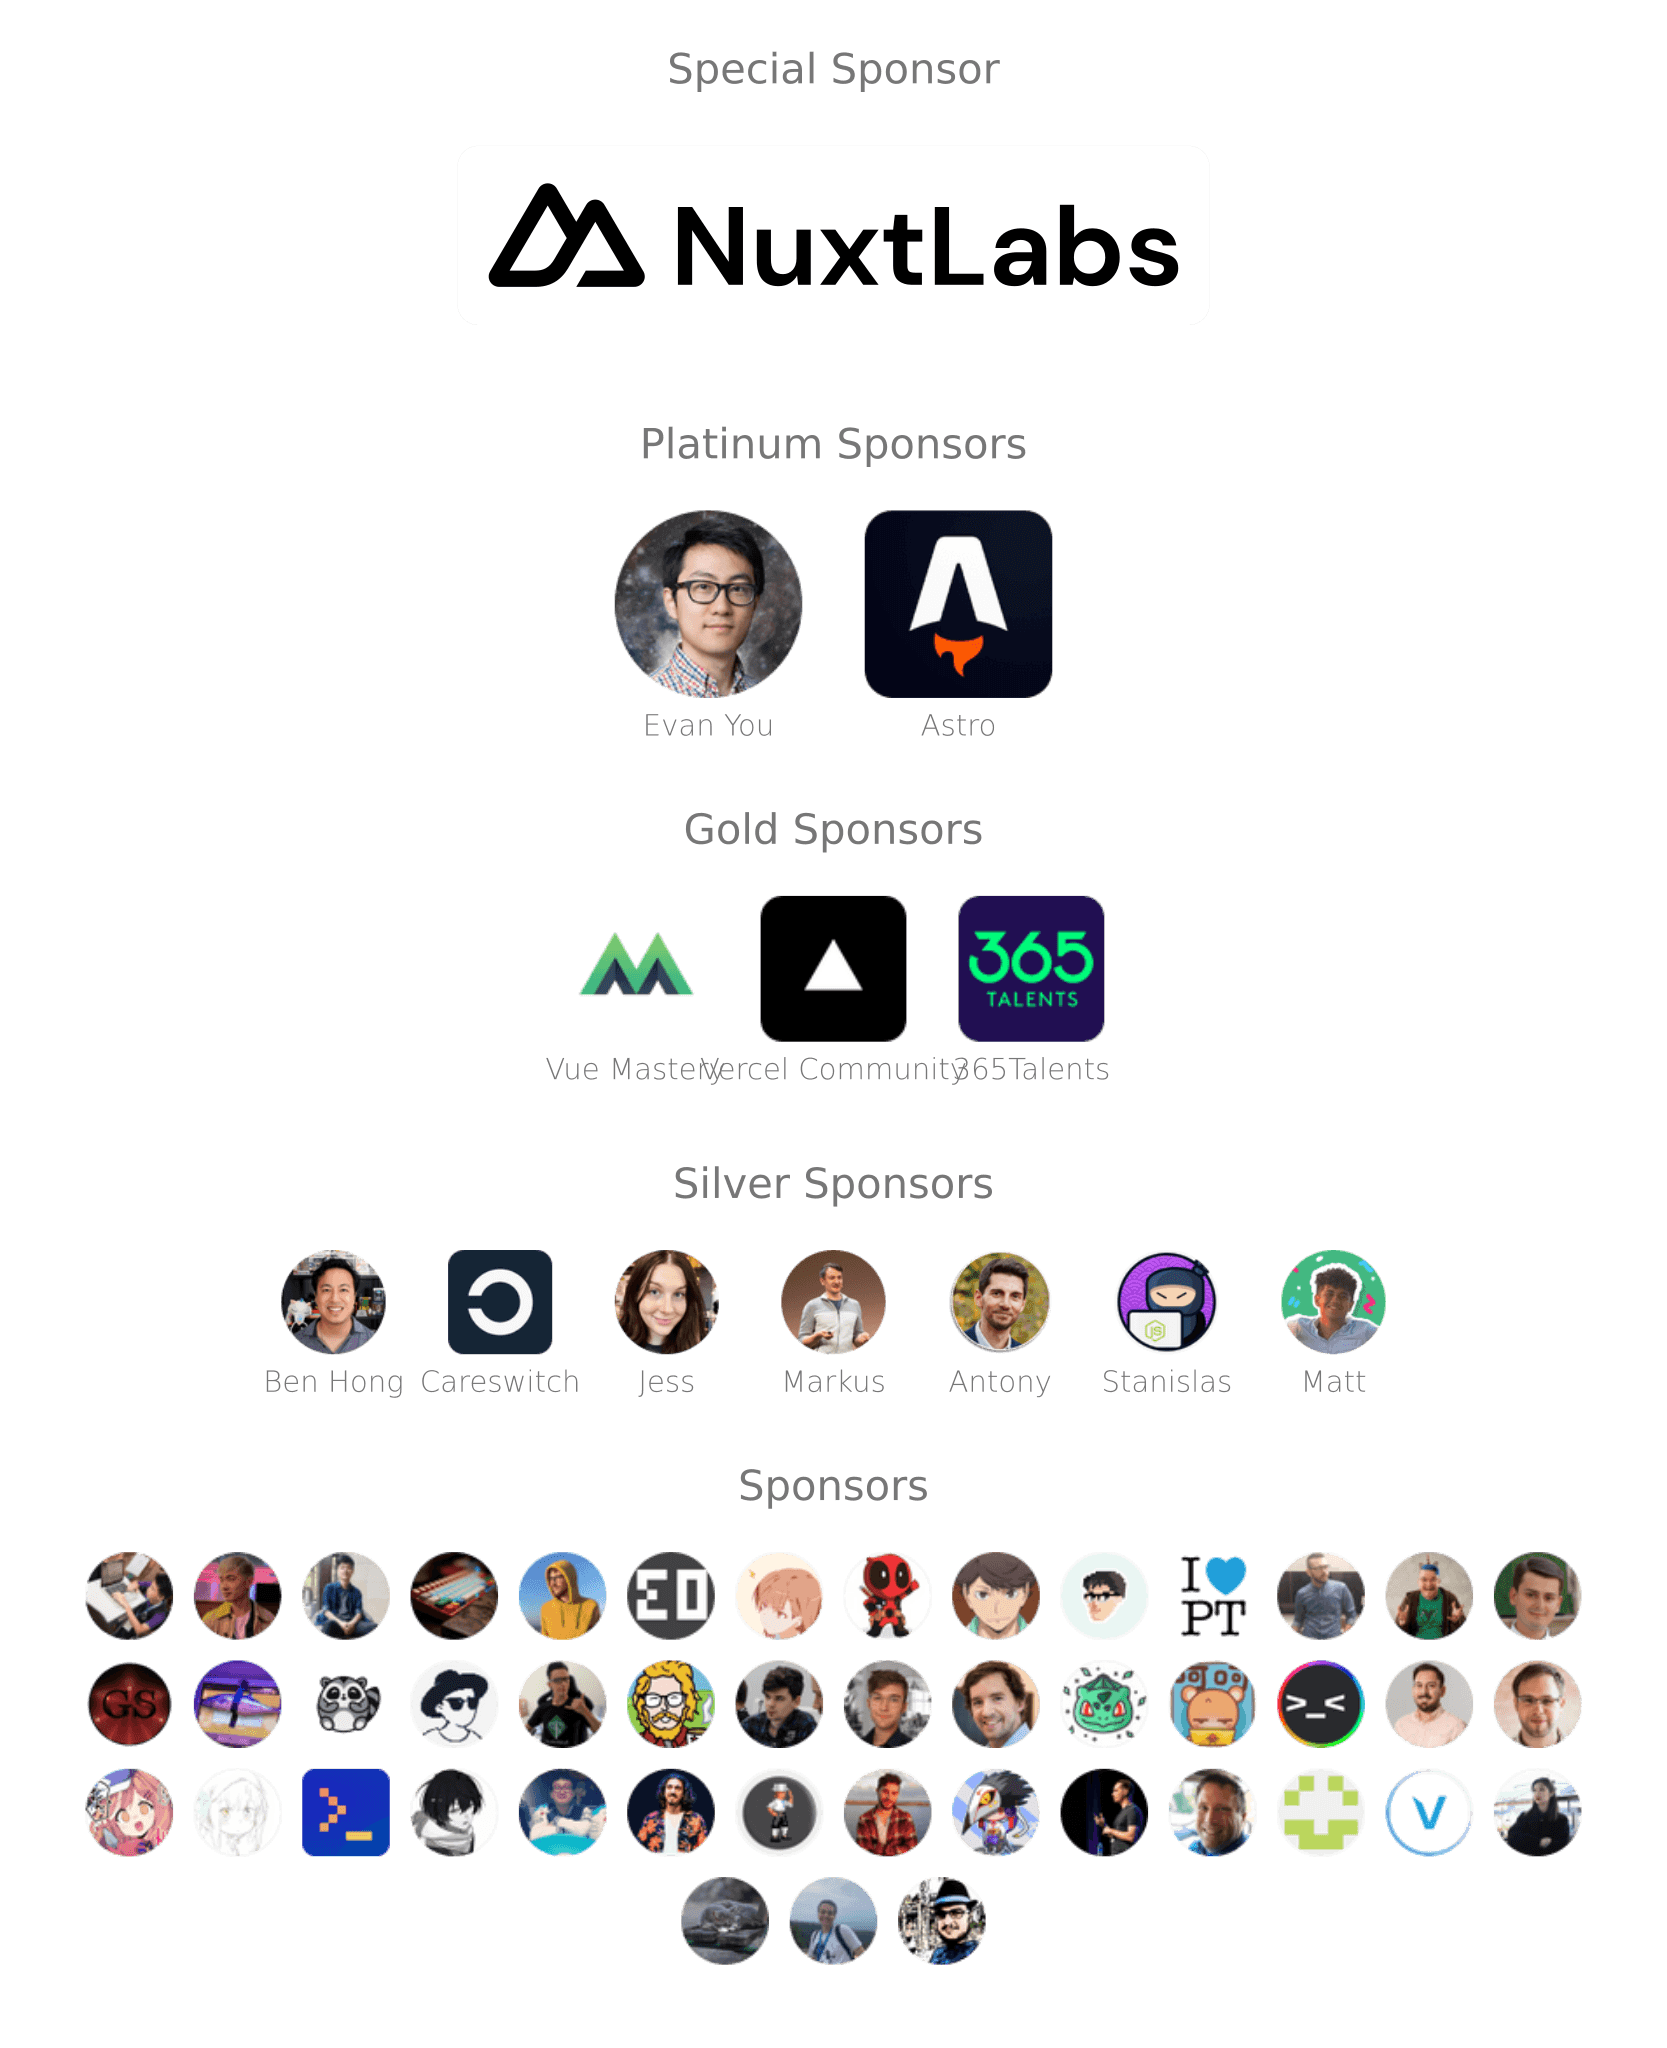 Special Sponsor
NuxtLabs
Platinum Sponsors
Evan You
Astro
Gold Sponsors
365
TALENTS
Vue Mastery
Vercel Community
365Talents
Silver Sponsors
JS
Ben Hong
Careswitch
Jess
Markus
Antony
Stanislas
Matt
Sponsors
I
PT
GS
>_<
V